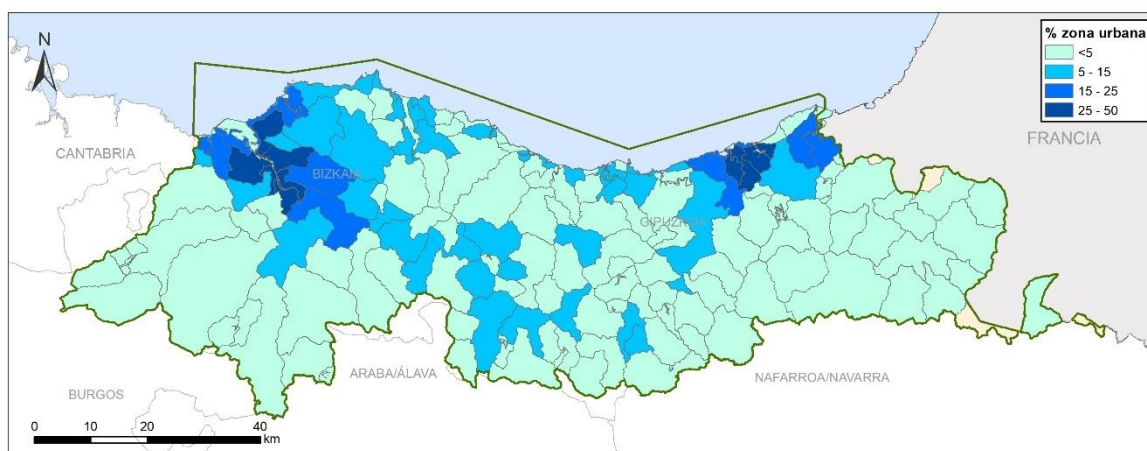 N
% zona urbana
<5
5 - 15
15 - 25
25 - 50
FRANCIA
CANTABRIA
BIZKAIA
GIPUZKOA
ARABA/ÁLAVA
NAFARROA/NAVARRA
BURGOS
0 10 20 40
km